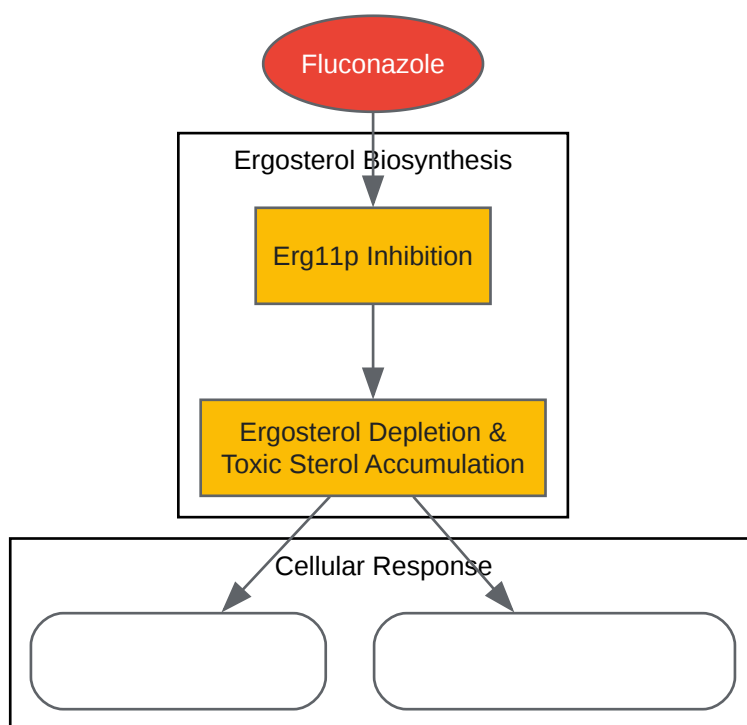 Fluconazole
Ergosterol Biosynthesis
Erg11p Inhibition
Ergosterol Depletion &
Toxic Sterol Accumulation
Cellular Response